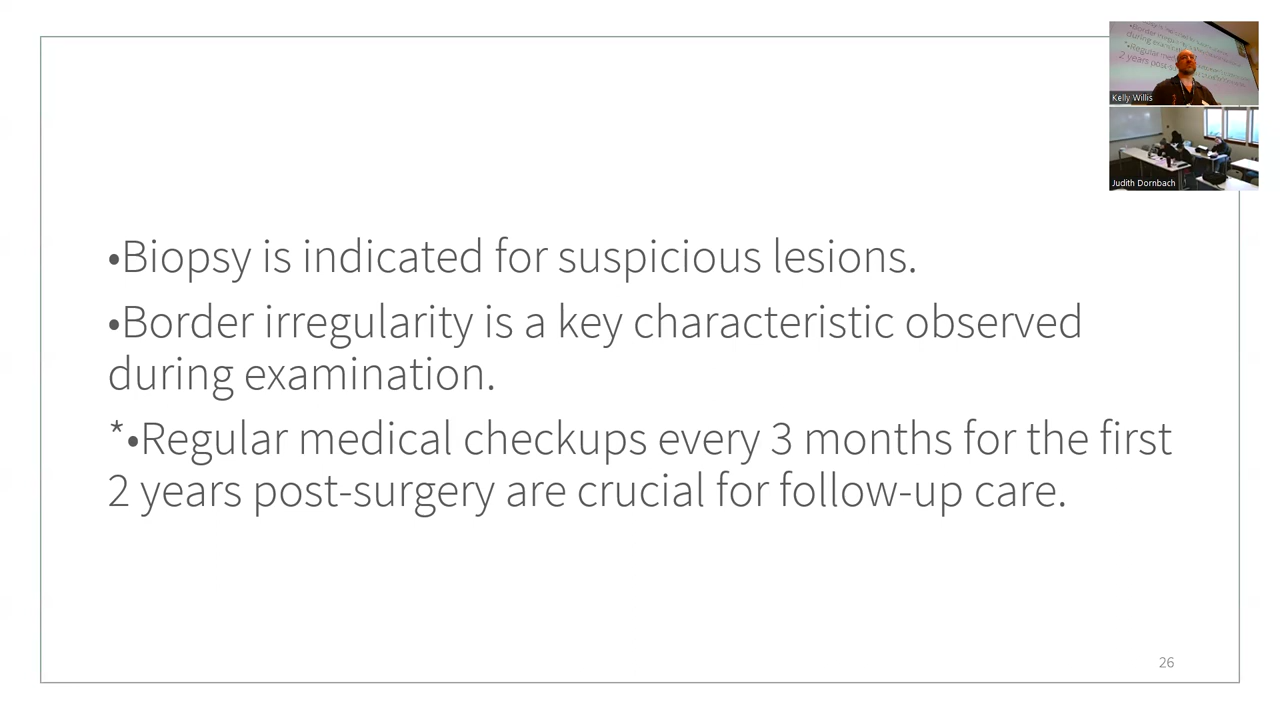 •Biopsy is indicated for suspicious lesions.
•Border irregularity is a key characteristic observed
during examination.
*•Regular medical checkups every 3 months for the first
2 years post-surgery are crucial for follow-up care.
26
Kelly Willis
Judith Dornbach